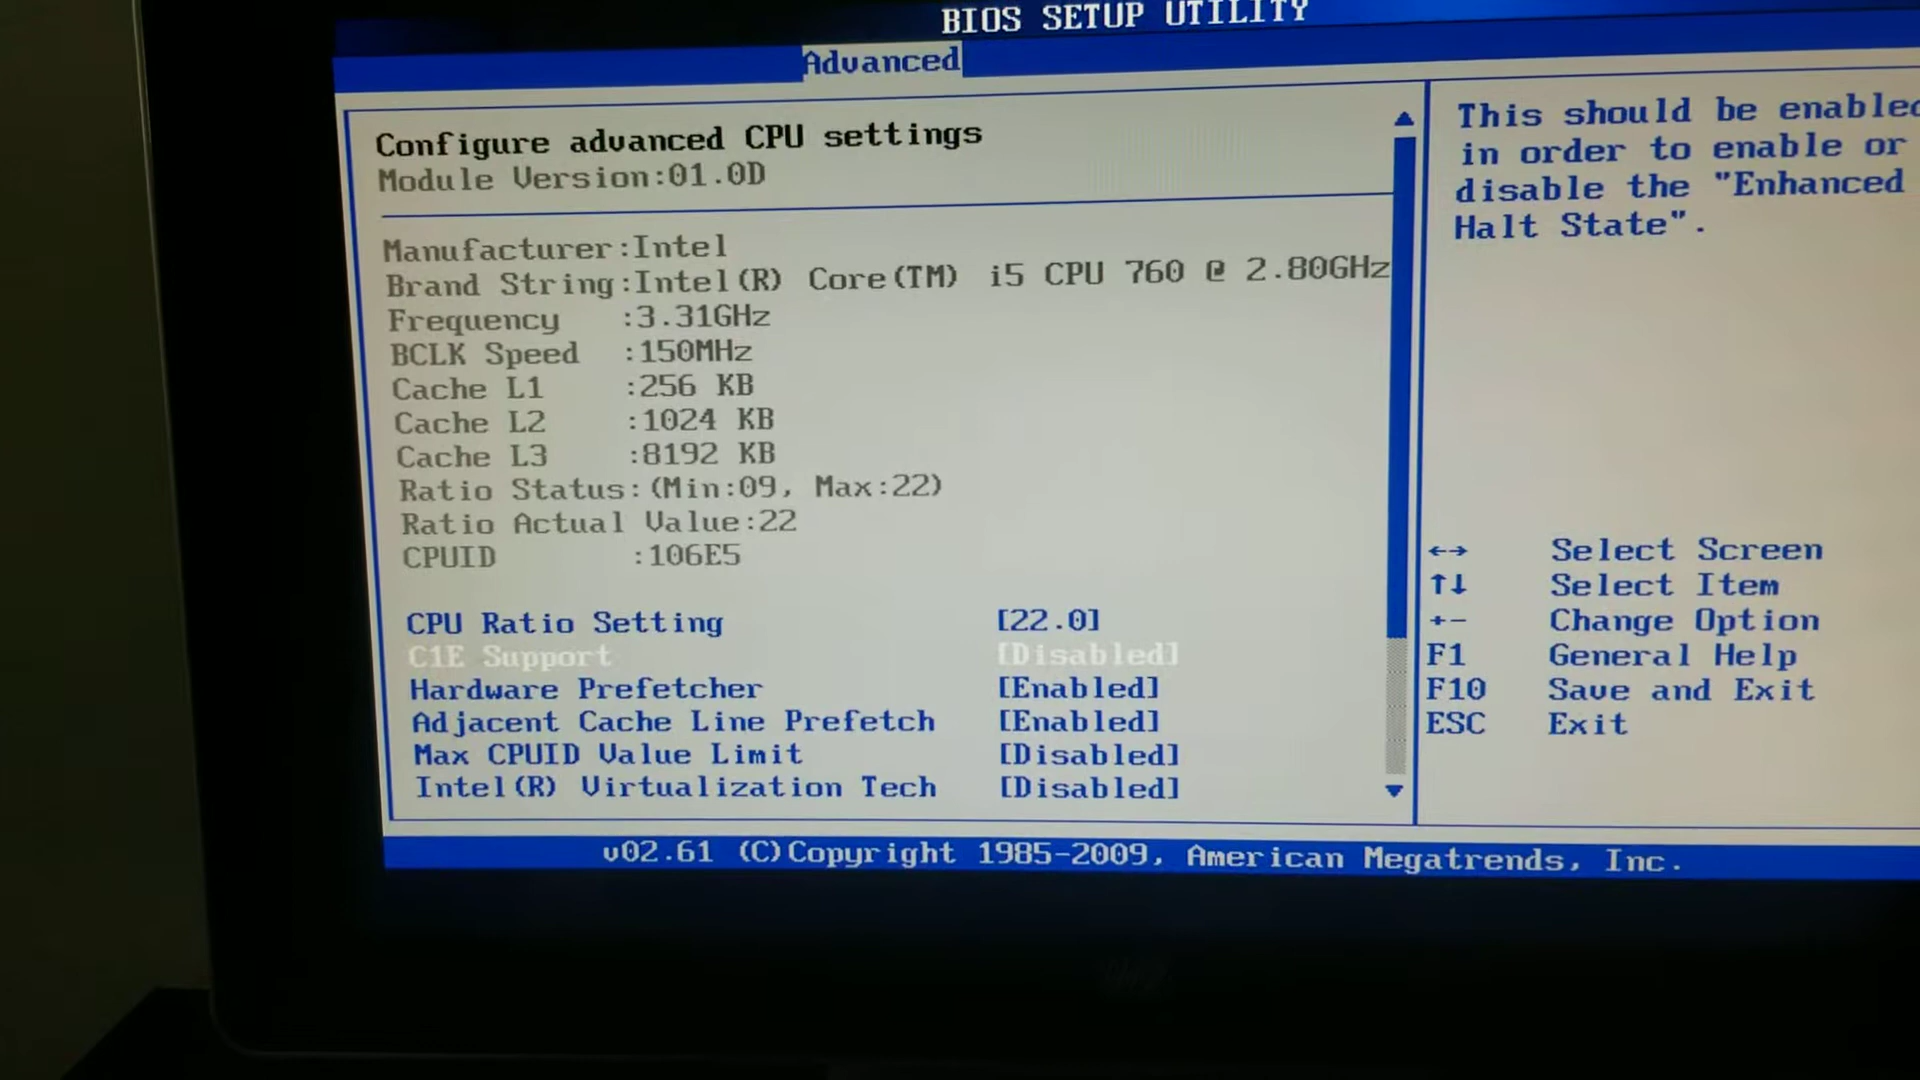 BIOS SETUP UTILITY
Advanced
Configure advanced CPU settings
Module Version:01.0D
Manufacturer:Intel
Brand String:Intel(R) Core(TM) i5 CPU 760 @ 2.80GHz
Frequency :3.31GHz
BCLK Speed :150MHz
Cache L1 :256 KB
Cache L2 :1024 KB
Cache L3 :8192 KB
Ratio Status:(Min:09, Max:22)
Ratio Actual Value:22
CPUID :106E5
CPU Ratio Setting [22.0]
C1E Support [Disabled]
Hardware Prefetcher [Enabled]
Adjacent Cache Line Prefetch [Enabled]
Max CPUID Value Limit [Disabled]
Intel(R) Virtualization Tech [Disabled]
This should be enabled
in order to enable or
disable the "Enhanced
Halt State".
←→ Select Screen
↑↓ Select Item
+- Change Option
F1 General Help
F10 Save and Exit
ESC Exit
v02.61 (C)Copyright 1985-2009, American Megatrends, Inc.